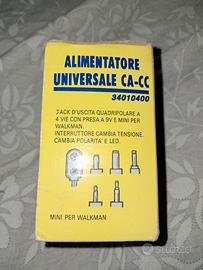 ALIMENTATORE
UNIVERSALE CA-CC
34010400
JACK D'USCITA QUADRIPOLARE A
4 VIE CON PRESA A 9V E MINI PER
WALKMAN.
INTERRUTTORE CAMBIA TENSIONE.
CAMBIA POLARITA' E LED.
MINI PER WALKMAN
subito